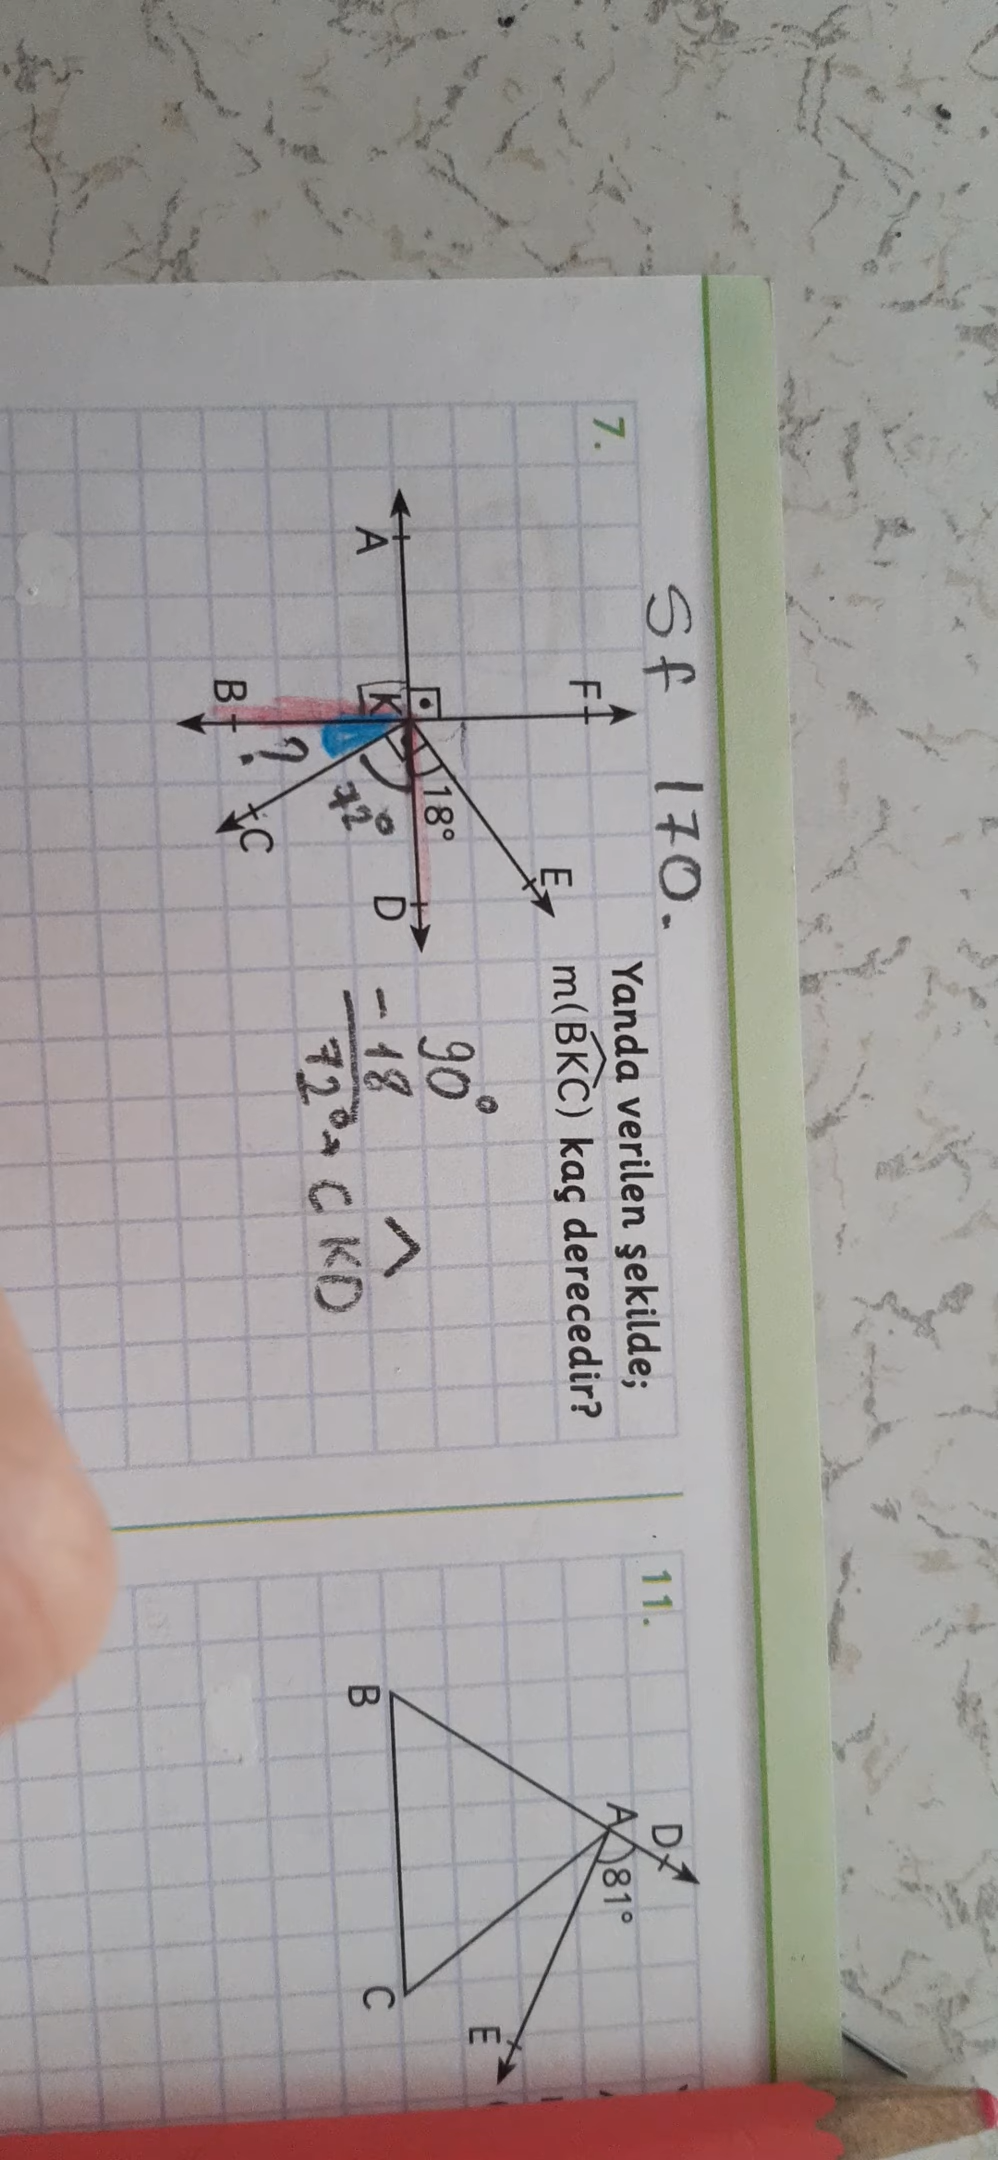 Sf 170.
7.
Yanda verilen şekilde;
m(BKC) kaç derecedir?
F
E
18°
A
K
D
72°
B
?
C
90°
- 18
72° → CKD
11.
D
A
81°
E
B
C